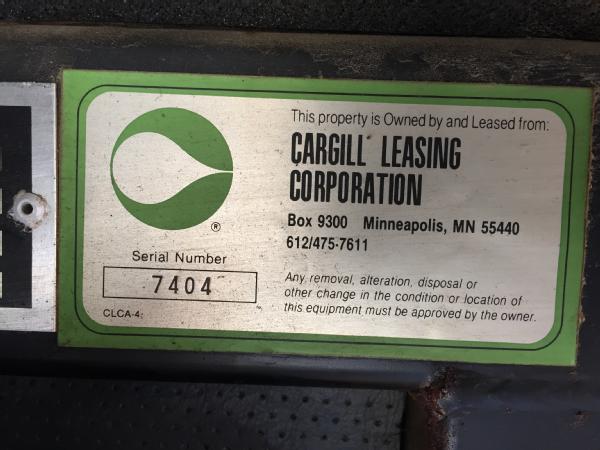 This property is Owned by and Leased from:
CARGILL LEASING
CORPORATION
Box 9300 Minneapolis, MN 55440
612/475-7611
®
Serial Number
7404
CLCA-4:
Any removal, alteration, disposal or
other change in the condition or location of
this equipment must be approved by the owner.